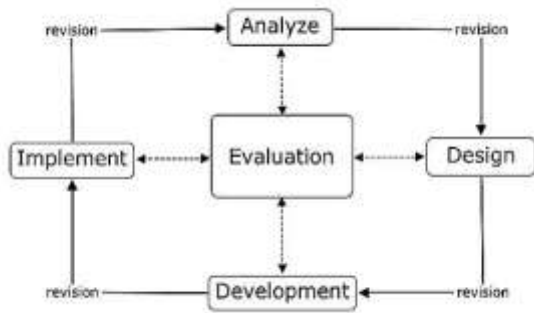 revision
Analyze
revision
Implement
Evaluation
Design
revision
Development
revision